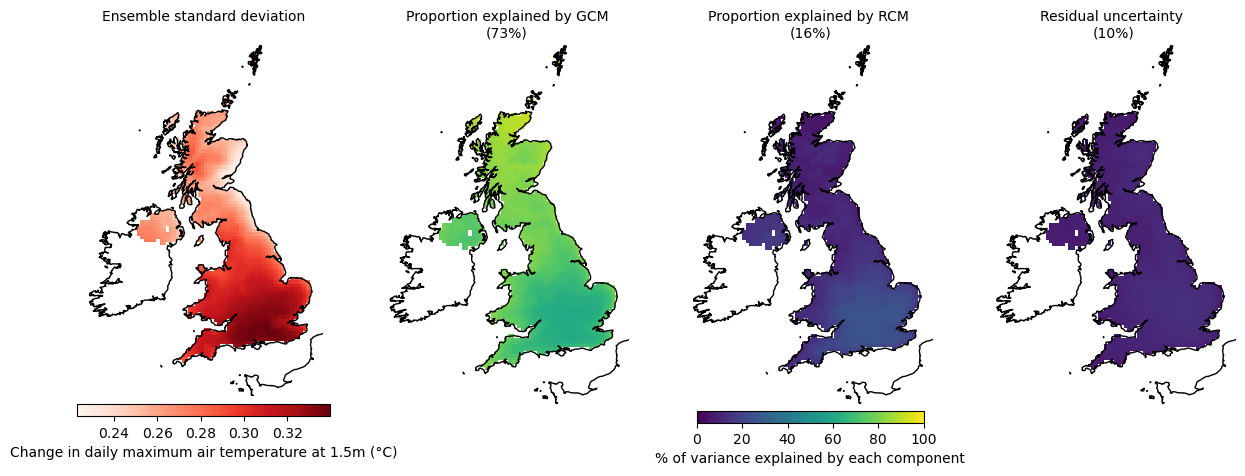 Ensemble standard deviation
Proportion explained by GCM
(73%)
Proportion explained by RCM
(16%)
Residual uncertainty
(10%)
0.24 0.26 0.28 0.30 0.32
Change in daily maximum air temperature at 1.5m (°C)
0 20 40 60 80 100
% of variance explained by each component